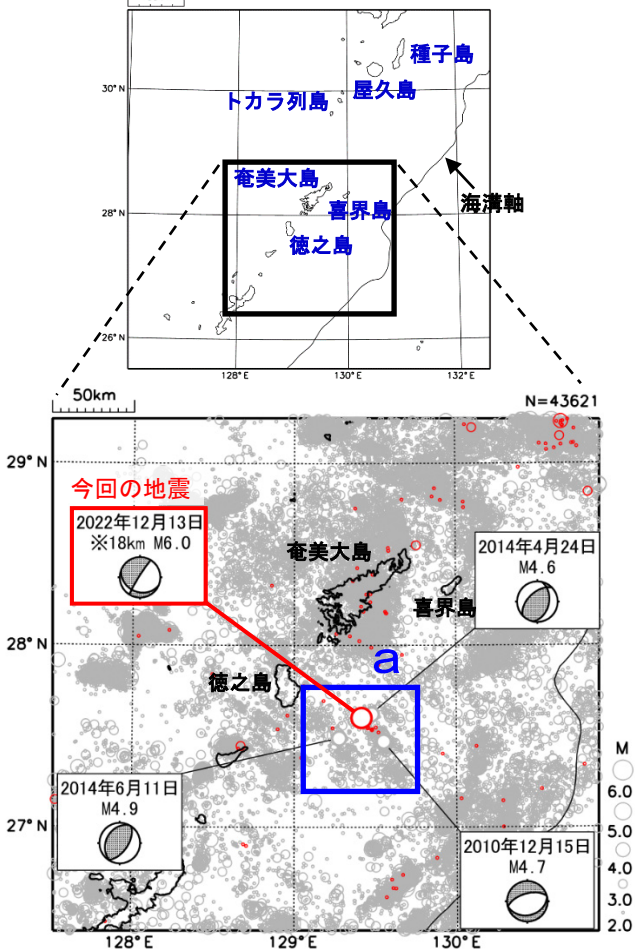 種子島
30°N
屋久島
トカラ列島
奄美大島
28°N
喜界島
海溝軸
徳之島
26°N
128°E
130°E
132°E
50km
N=43621
29°N
今回の地震
2022年12月13日
※18km M6.0
奄美大島
2014年4月24日
M4.6
喜界島
28°N
a
徳之島
M
6.0
5.0
4.0
3.0
2.0
2014年6月11日
M4.9
27°N
2010年12月15日
M4.7
128°E
129°E
130°E